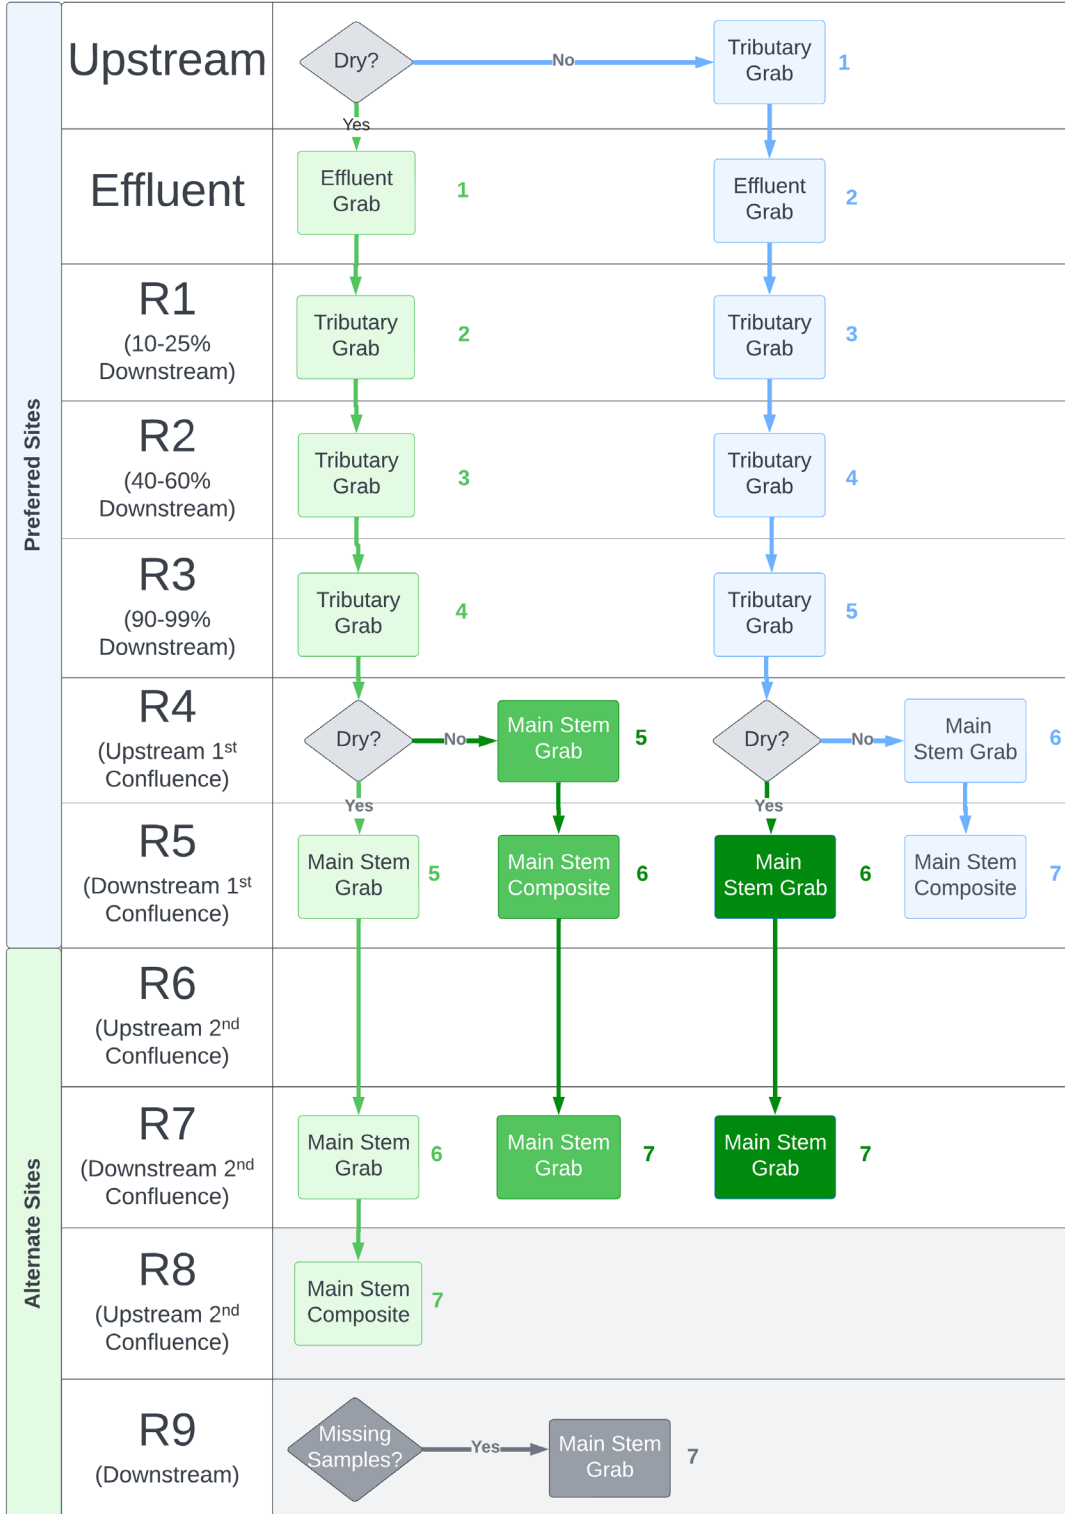 Upstream
Dry?
No
Tributary
Grab
1
Yes
Effluent
Effluent
Grab
1
Effluent
Grab
2
Preferred Sites
R1
(10-25%
Downstream)
Tributary
Grab
2
Tributary
Grab
3
R2
(40-60%
Downstream)
Tributary
Grab
3
Tributary
Grab
4
R3
(90-99%
Downstream)
Tributary
Grab
4
Tributary
Grab
5
R4
(Upstream 1st
Confluence)
Dry?
No
Main Stem
Grab
5
Dry?
No
Main
Stem Grab
6
Yes
Yes
R5
(Downstream 1st
Confluence)
Main Stem
Grab
5
Main Stem
Composite
6
Main
Stem Grab
6
Main Stem
Composite
7
Alternate Sites
R6
(Upstream 2nd
Confluence)
R7
(Downstream 2nd
Confluence)
Main Stem
Grab
6
Main Stem
Grab
7
Main Stem
Grab
7
R8
(Upstream 2nd
Confluence)
Main Stem
Composite
7
R9
(Downstream)
Missing
Samples?
Yes
Main Stem
Grab
7